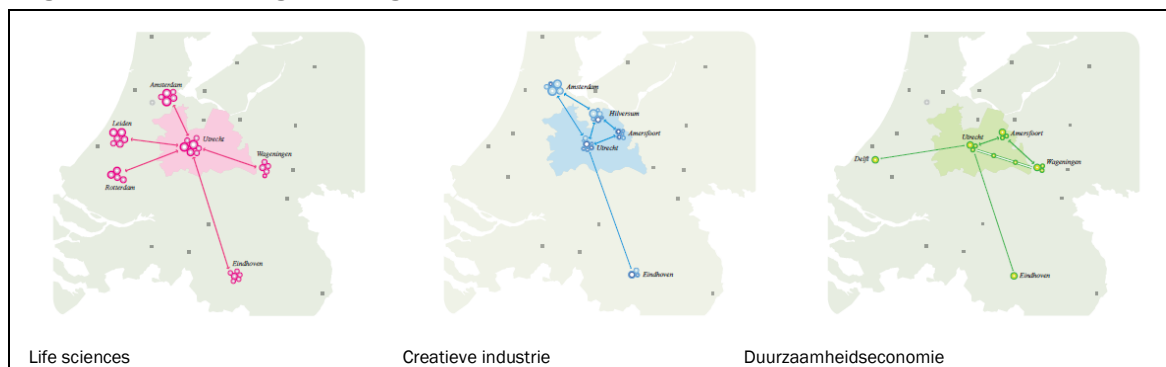 Amsterdam
Leiden
Utrecht
Wageningen
Rotterdam
Eindhoven
Amsterdam
Hilversum
Amersfoort
Utrecht
Eindhoven
Utrecht
Amersfoort
Delft
Wageningen
Eindhoven
Life sciences
Creatieve industrie
Duurzaamheidseconomie